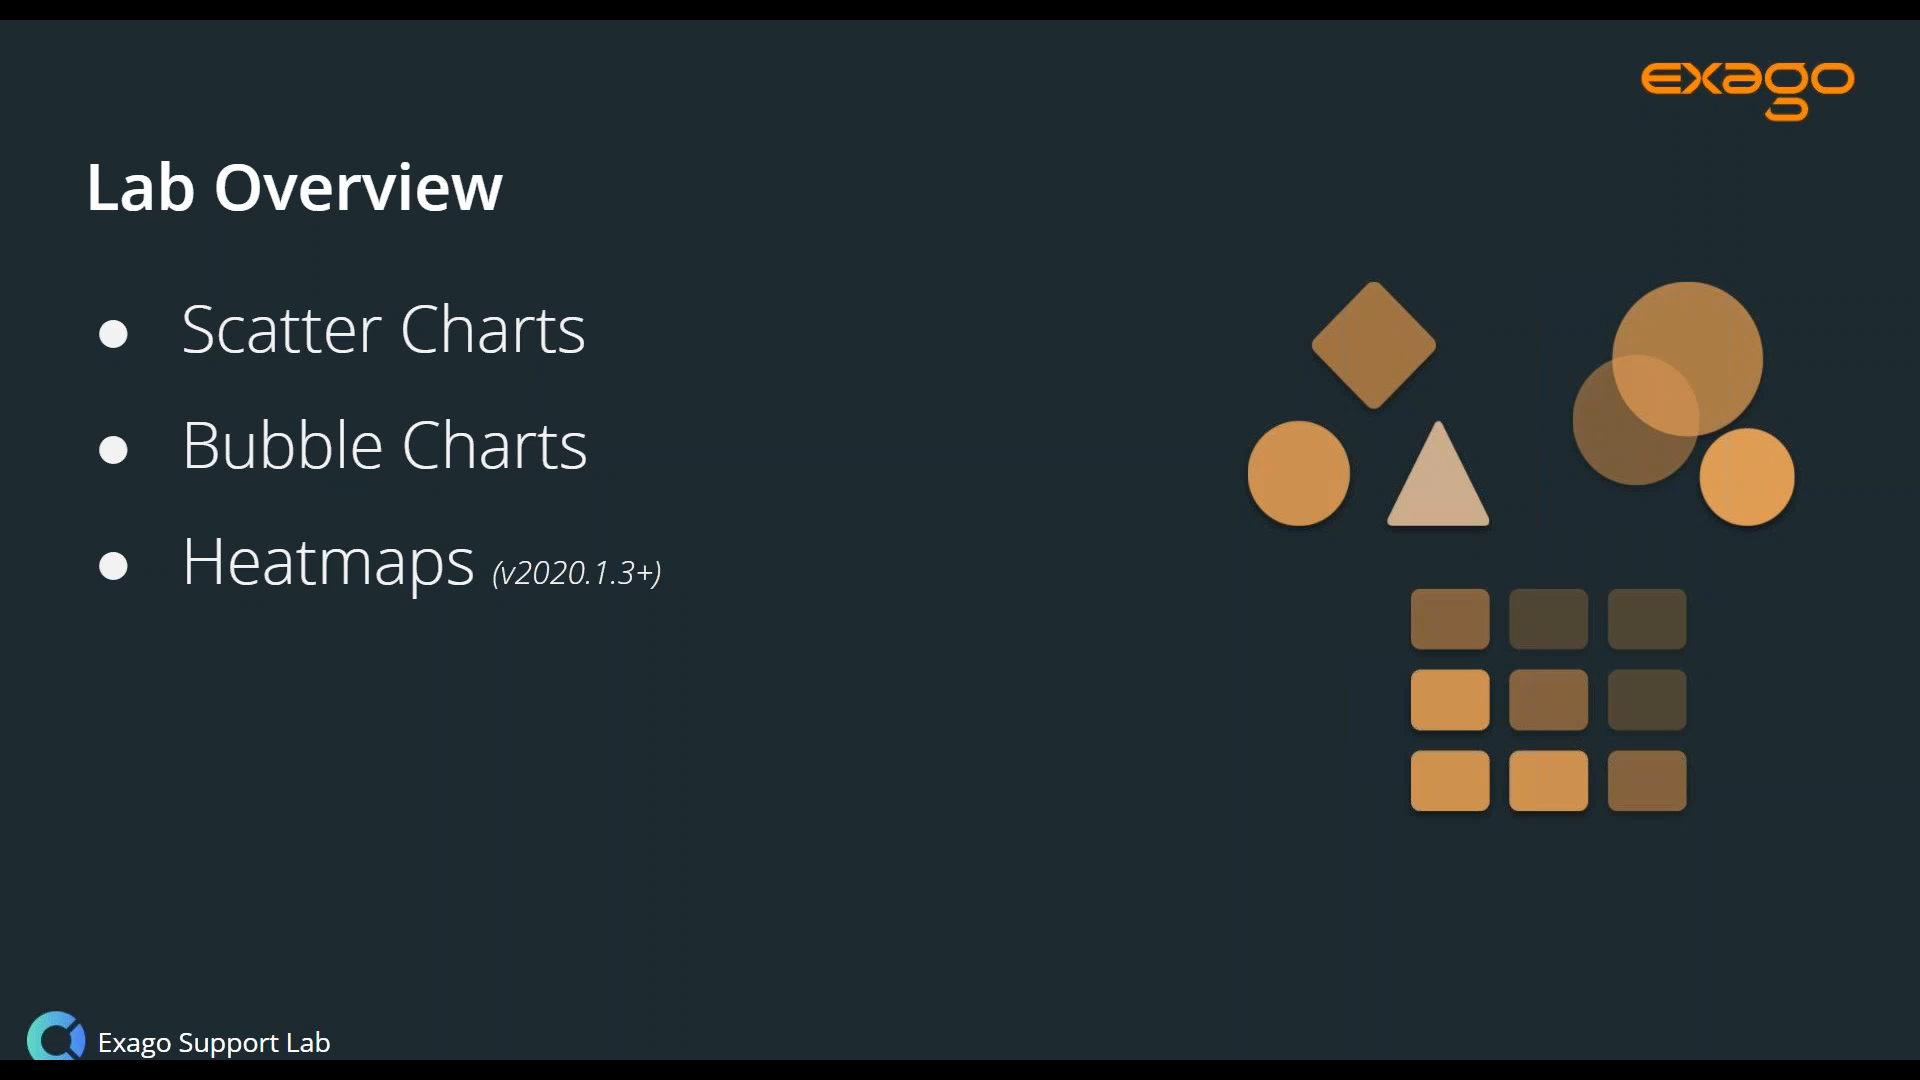 exago
Lab Overview
● Scatter Charts
● Bubble Charts
● Heatmaps (v2020.1.3+)
Exago Support Lab